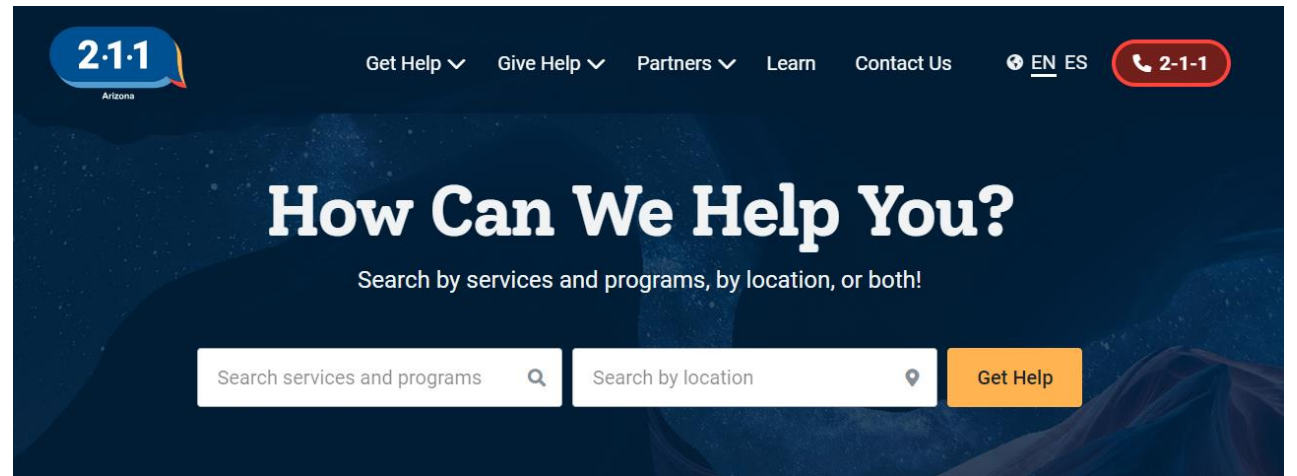 2·1·1
Arizona
Get Help Give Help Partners Learn Contact Us EN ES 2-1-1
How Can We Help You?
Search by services and programs, by location, or both!
Search services and programs Search by location Get Help